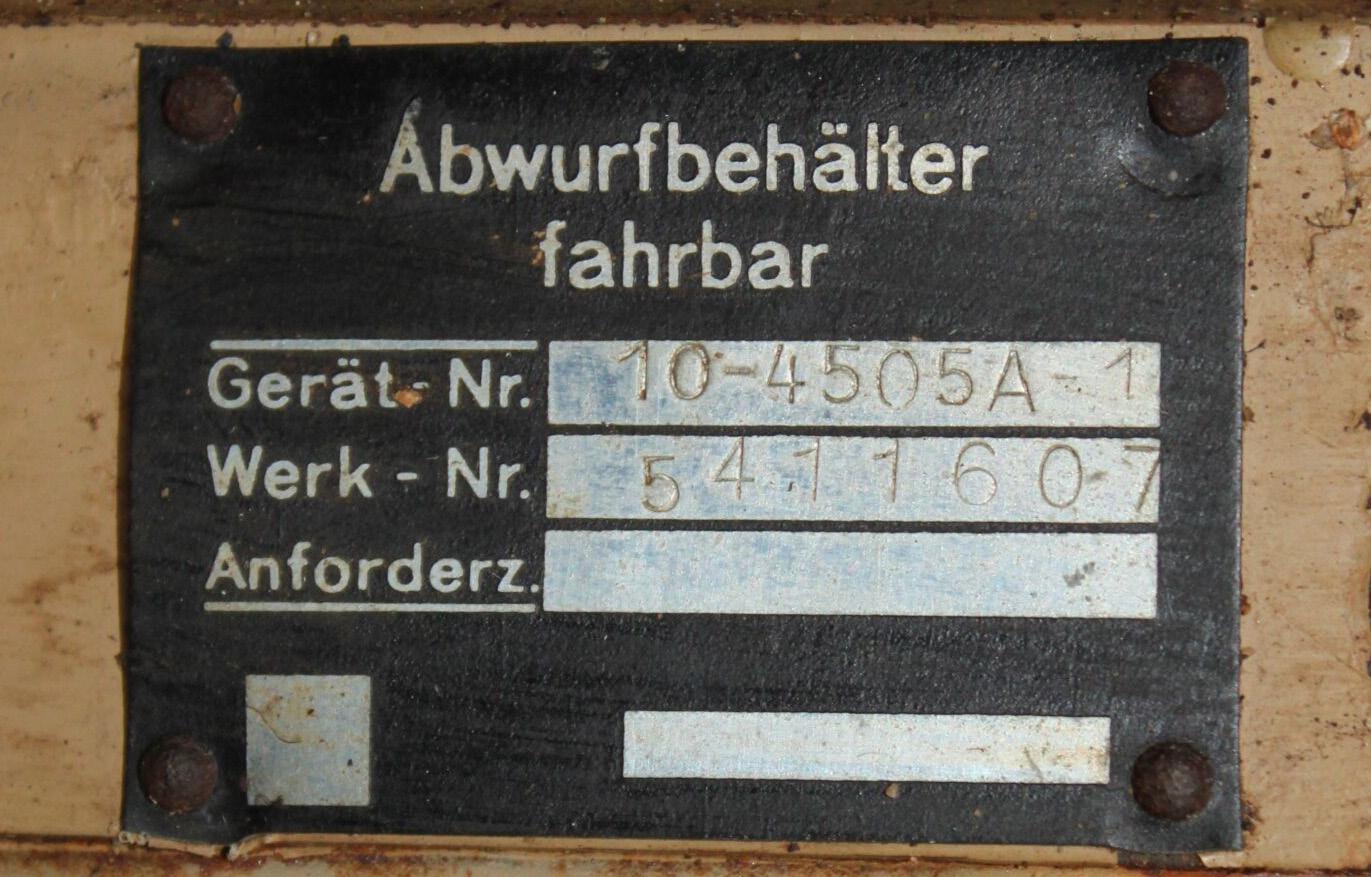 Abwurfbehälter
fahrbar
Gerät-Nr. 10-4505A-1
Werk-Nr. 5411607
Anforderz.